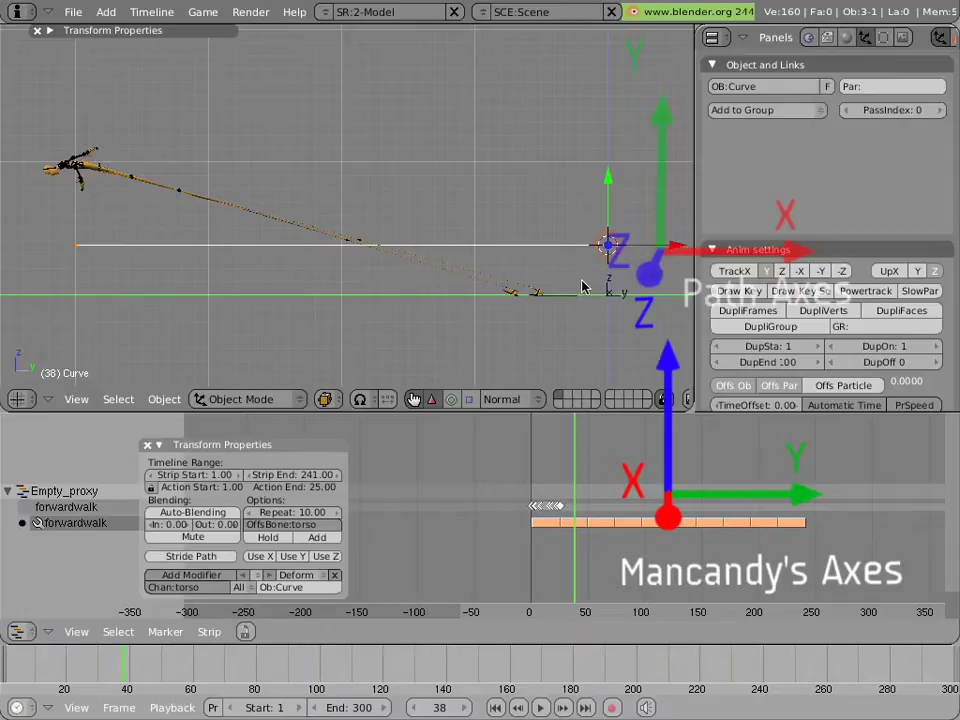 File Add Timeline Game Render Help SR:2-Model SCE:Scene www.blender.org 244 Ve:160 | Fa:0 | Ob:3-1 | La:0 | Mem:5
Transform Properties
Panels
Object and Links
OB:Curve F Par:
Add to Group PassIndex: 0
Y
X
Z
Path Axes
Z
z
x y
Anim settings
TrackX Y Z -X -Y -Z UpX Y Z
Draw Key Draw Key Se Powertrack SlowPar
DupliFrames DupliVerts DupliFaces
DupliGroup GR:
DupSta: 1 DupOn: 1
DupEnd 100 DupOff 0
Offs Ob Offs Par Offs Particle 0.0000
TimeOffset: 0.00 Automatic Time PrSpeed
z
y
(38) Curve
View Select Object Object Mode Normal
Transform Properties
Timeline Range:
Strip Start: 1.00 Strip End: 241.00
Action Start: 1.00 Action End: 25.00
Blending: Options:
Auto-Blending Repeat: 10.00
In: 0.00 Out: 0.00 OffsBone:torso
Mute Hold Add
Stride Path Use X Use Y Use Z
Add Modifier Deform x
Chan:torso All Ob:Curve
Empty_proxy
forwardwalk
forwardwalk
X
Y
Mancandy's Axes
-350 -300 -250 -200 -150 -100 -50 0 50 100 150 200 250 300 350
View Select Marker Strip
20 40 60 80 100 120 140 160 180 200 220 240 260 280 300
View Frame Playback Pr Start: 1 End: 300 38